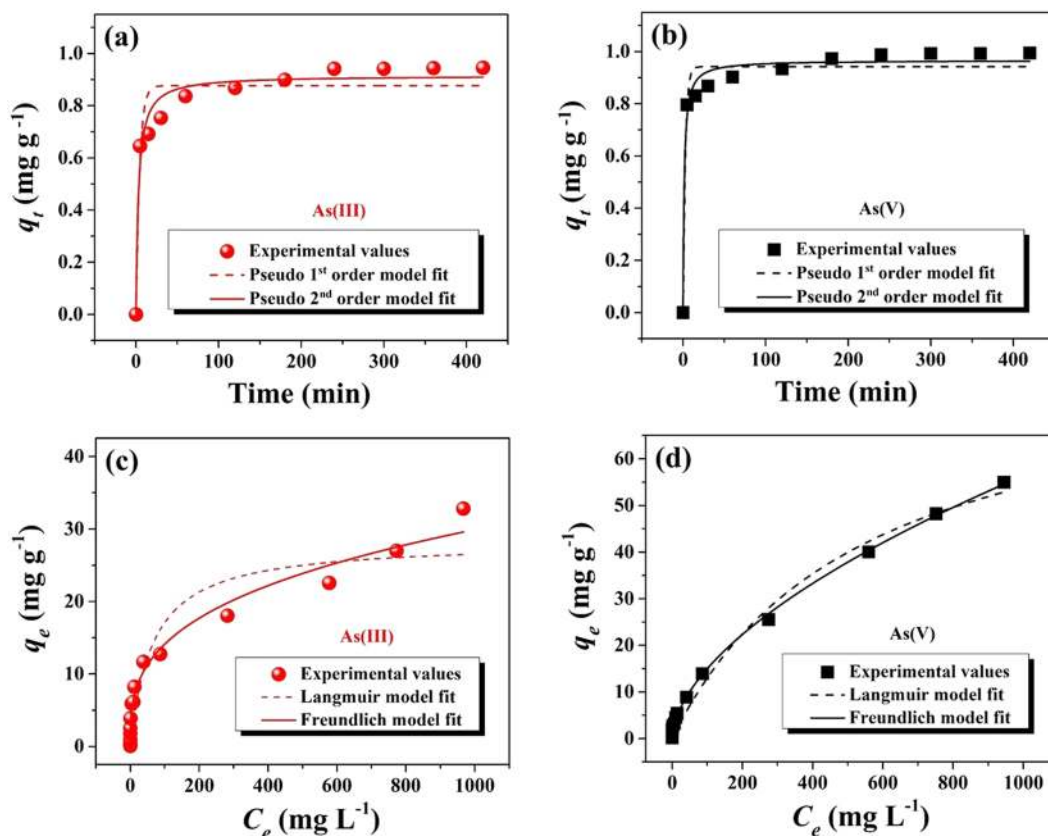 (a)
1.0
0.8
0.6
0.4
0.2
0.0
qt (mg g-1)
As(III)
Experimental values
Pseudo 1st order model fit
Pseudo 2nd order model fit
0 100 200 300 400
Time (min)
(b)
1.0
0.8
0.6
0.4
0.2
0.0
qt (mg g-1)
As(V)
Experimental values
Pseudo 1st order model fit
Pseudo 2nd order model fit
0 100 200 300 400
Time (min)
(c)
40
30
20
10
0
qe (mg g-1)
As(III)
Experimental values
Langmuir model fit
Freundlich model fit
0 200 400 600 800 1000
Ce (mg L-1)
(d)
60
50
40
30
20
10
0
qe (mg g-1)
As(V)
Experimental values
Langmuir model fit
Freundlich model fit
0 200 400 600 800 1000
Ce (mg L-1)